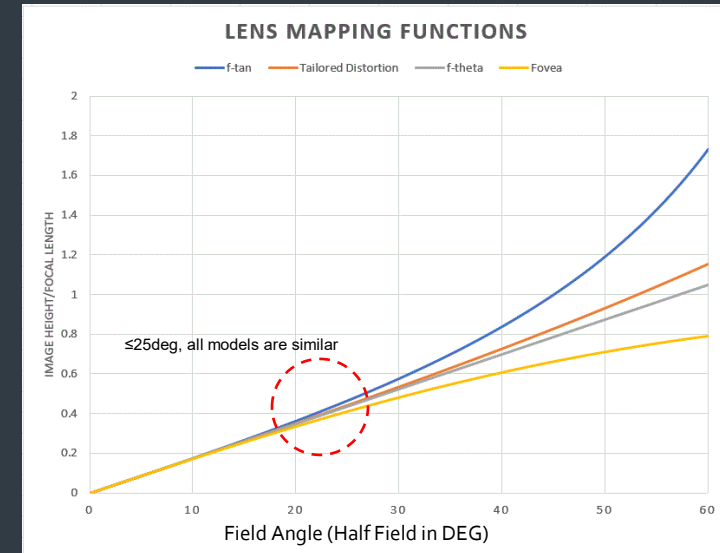 LENS MAPPING FUNCTIONS
f-tan Tailored Distortion f-theta Fovea
2
1.8
1.6
1.4
1.2
1
0.8
0.6
0.4
0.2
0
IMAGE HEIGHT/FOCAL LENGTH
≤25deg, all models are similar
0 10 20 30 40 50 60
Field Angle (Half Field in DEG)